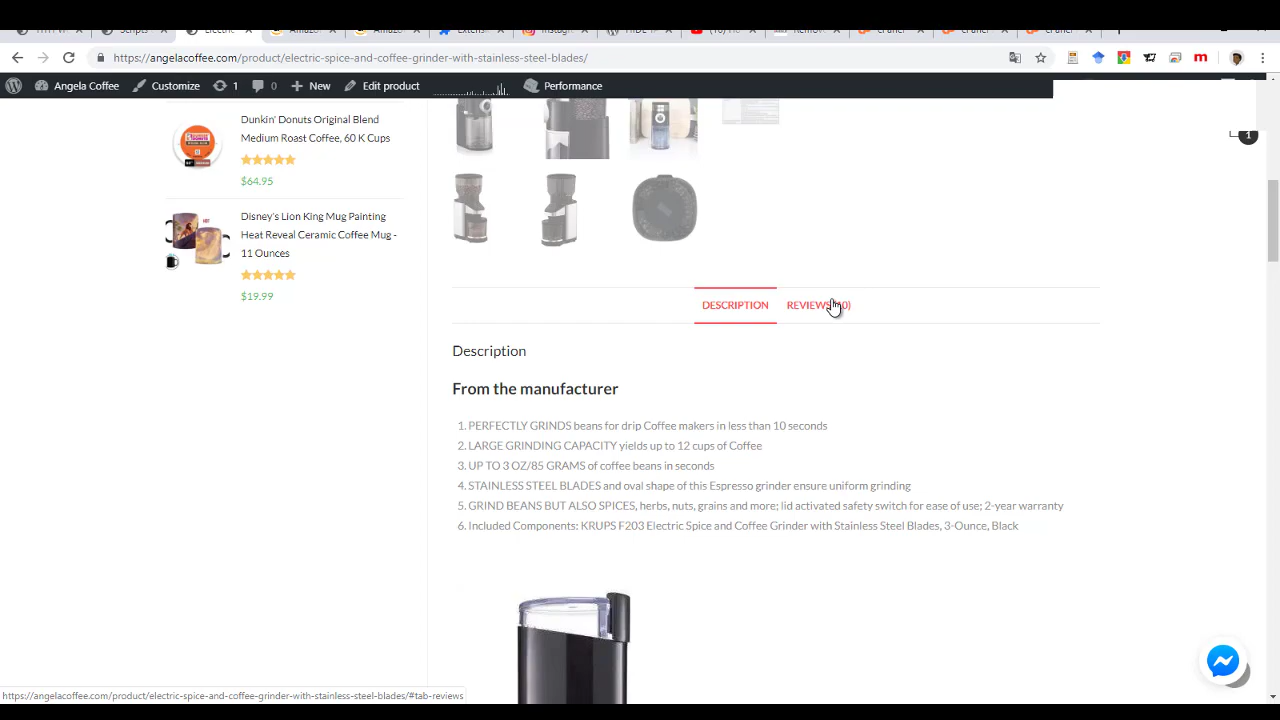 https://angelacoffee.com/product/electric-spice-and-coffee-grinder-with-stainless-steel-blades/
Angela Coffee
Customize
1
0
New
Edit product
Performance
1
Dunkin' Donuts Original Blend
Medium Roast Coffee, 60 K Cups
$64.95
Disney's Lion King Mug Painting
Heat Reveal Ceramic Coffee Mug -
11 Ounces
$19.99
DESCRIPTION
REVIEWS (0)
Description
From the manufacturer
1. PERFECTLY GRINDS beans for drip Coffee makers in less than 10 seconds
2. LARGE GRINDING CAPACITY yields up to 12 cups of Coffee
3. UP TO 3 OZ/85 GRAMS of coffee beans in seconds
4. STAINLESS STEEL BLADES and oval shape of this Espresso grinder ensure uniform grinding
5. GRIND BEANS BUT ALSO SPICES, herbs, nuts, grains and more; lid activated safety switch for ease of use; 2-year warranty
6. Included Components: KRUPS F203 Electric Spice and Coffee Grinder with Stainless Steel Blades, 3-Ounce, Black
https://angelacoffee.com/product/electric-spice-and-coffee-grinder-with-stainless-steel-blades/#tab-reviews